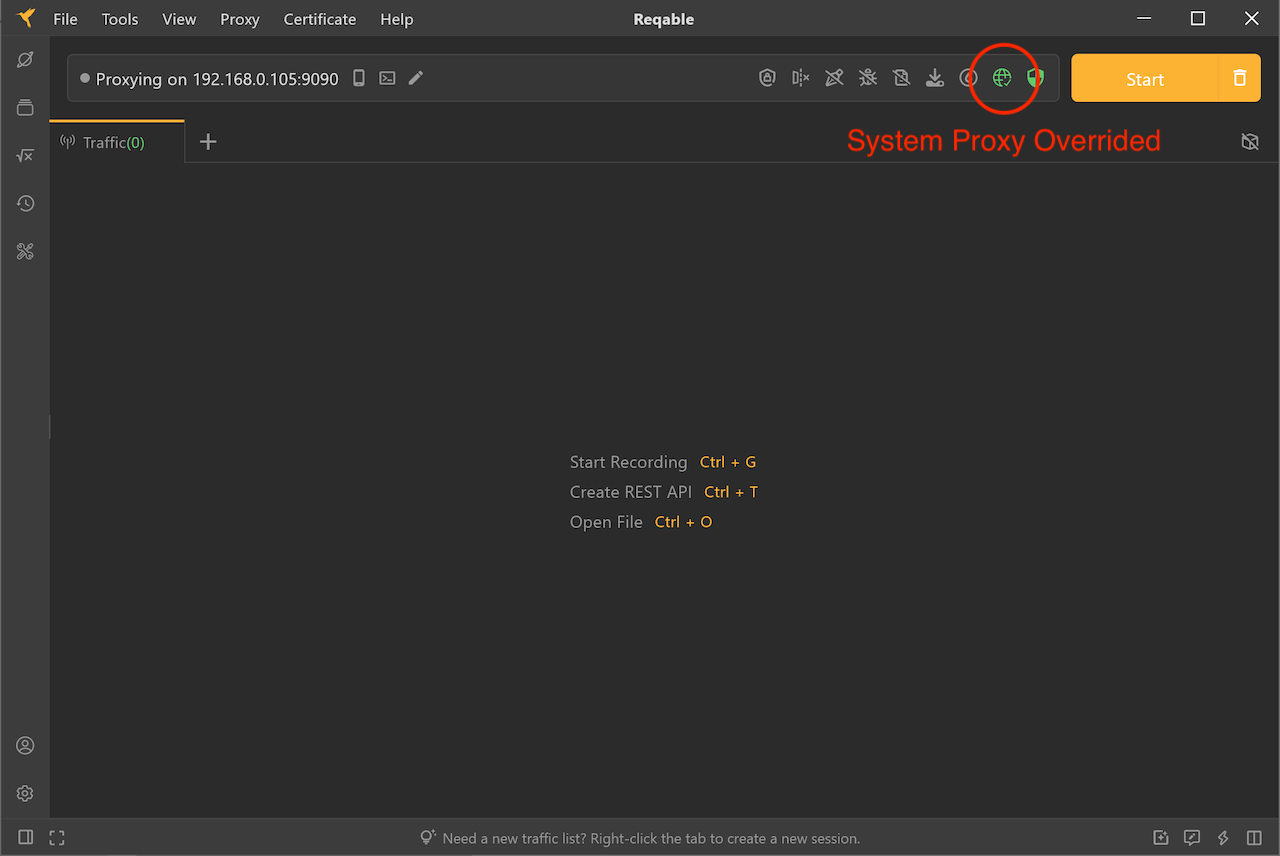 File Tools View Proxy Certificate Help Reqable
Proxying on 192.168.0.105:9090 Start
Traffic(0) System Proxy Overrided
Start Recording Ctrl + G
Create REST API Ctrl + T
Open File Ctrl + O
Need a new traffic list? Right-click the tab to create a new session.